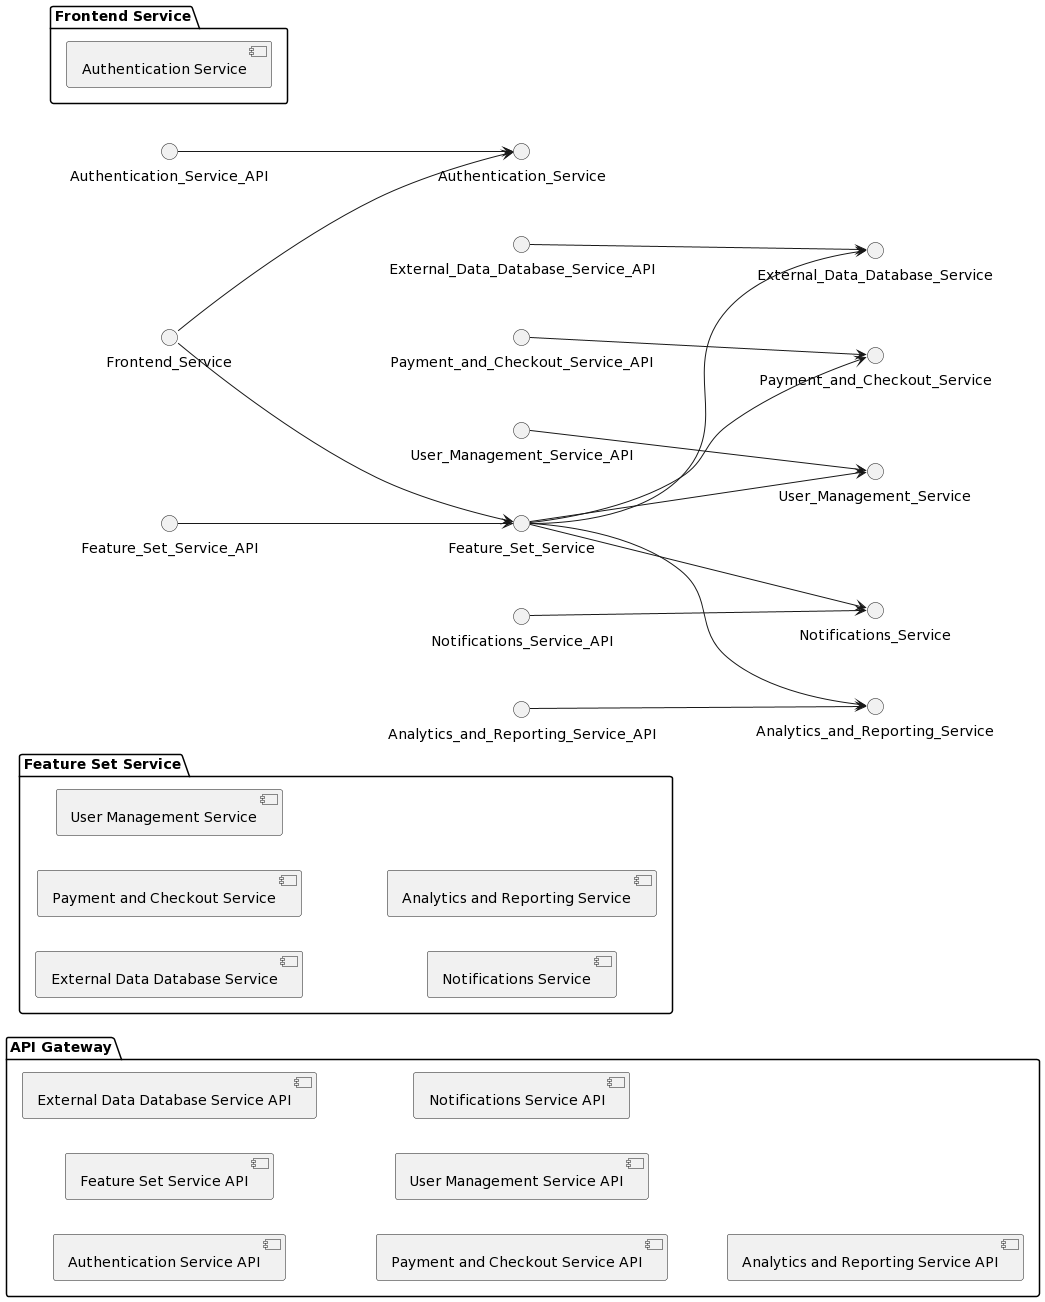 Frontend Service
Authentication Service
Authentication_Service_API
Authentication_Service
External_Data_Database_Service_API
External_Data_Database_Service
Frontend_Service
Payment_and_Checkout_Service_API
Payment_and_Checkout_Service
User_Management_Service_API
User_Management_Service
Feature_Set_Service_API
Feature_Set_Service
Notifications_Service_API
Notifications_Service
Analytics_and_Reporting_Service_API
Analytics_and_Reporting_Service
Feature Set Service
User Management Service
Payment and Checkout Service
Analytics and Reporting Service
External Data Database Service
Notifications Service
API Gateway
External Data Database Service API
Notifications Service API
Feature Set Service API
User Management Service API
Authentication Service API
Payment and Checkout Service API
Analytics and Reporting Service API